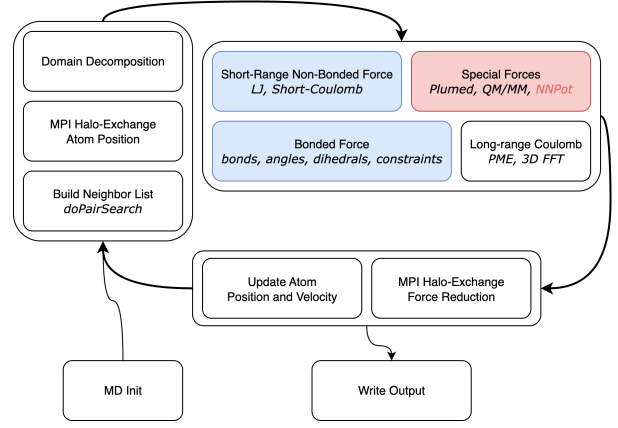 Domain Decomposition
MPI Halo-Exchange
Atom Position
Build Neighbor List
doPairSearch
Short-Range Non-Bonded Force
LJ, Short-Coulomb
Special Forces
Plumed, QM/MM, NNPot
Bonded Force
bonds, angles, dihedrals, constraints
Long-range Coulomb
PME, 3D FFT
Update Atom
Position and Velocity
MPI Halo-Exchange
Force Reduction
MD Init
Write Output